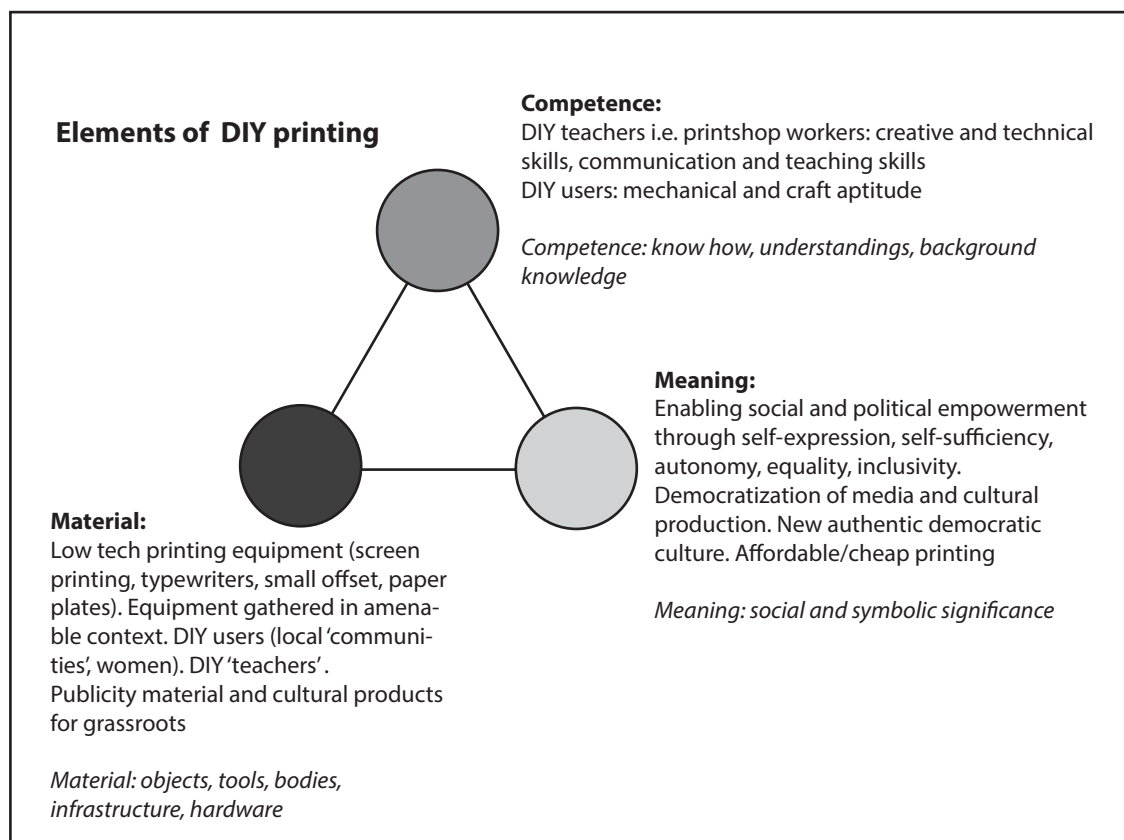 Elements of DIY printing
Competence:
DIY teachers i.e. printshop workers: creative and technical
skills, communication and teaching skills
DIY users: mechanical and craft aptitude
Competence: know how, understandings, background
knowledge
Meaning:
Enabling social and political empowerment
through self-expression, self-sufficiency,
autonomy, equality, inclusivity.
Democratization of media and cultural
production. New authentic democratic
culture. Affordable/cheap printing
Meaning: social and symbolic significance
Material:
Low tech printing equipment (screen
printing, typewriters, small offset, paper
plates). Equipment gathered in amena-
ble context. DIY users (local ‘communi-
ties’, women). DIY ‘teachers’ .
Publicity material and cultural products
for grassroots
Material: objects, tools, bodies,
infrastructure, hardware